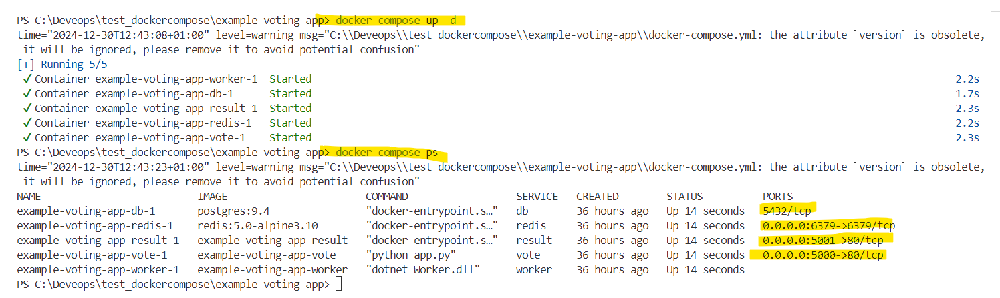 PS C:\Deveops\test_dockercompose\example-voting-app> docker-compose up -d
time="2024-12-30T12:43:08+01:00" level=warning msg="C:\\Deveops\\test_dockercompose\\example-voting-app\\docker-compose.yml: the attribute `version` is obsolete,
 it will be ignored, please remove it to avoid potential confusion"
[+] Running 5/5
 ✓ Container example-voting-app-worker-1  Started 2.2s
 ✓ Container example-voting-app-db-1      Started 1.7s
 ✓ Container example-voting-app-result-1  Started 2.3s
 ✓ Container example-voting-app-redis-1   Started 2.2s
 ✓ Container example-voting-app-vote-1    Started 2.3s
PS C:\Deveops\test_dockercompose\example-voting-app> docker-compose ps
time="2024-12-30T12:43:23+01:00" level=warning msg="C:\\Deveops\\test_dockercompose\\example-voting-app\\docker-compose.yml: the attribute `version` is obsolete,
 it will be ignored, please remove it to avoid potential confusion"
NAME                          IMAGE                       COMMAND                  SERVICE   CREATED        STATUS          PORTS
example-voting-app-db-1       postgres:9.4                "docker-entrypoint.s…"   db        36 hours ago   Up 14 seconds   5432/tcp
example-voting-app-redis-1    redis:5.0-alpine3.10        "docker-entrypoint.s…"   redis     36 hours ago   Up 14 seconds   0.0.0.0:6379->6379/tcp
example-voting-app-result-1   example-voting-app-result   "docker-entrypoint.s…"   result    36 hours ago   Up 14 seconds   0.0.0.0:5001->80/tcp
example-voting-app-vote-1     example-voting-app-vote     "python app.py"          vote      36 hours ago   Up 14 seconds   0.0.0.0:5000->80/tcp
example-voting-app-worker-1   example-voting-app-worker   "dotnet Worker.dll"      worker    36 hours ago   Up 14 seconds
PS C:\Deveops\test_dockercompose\example-voting-app>